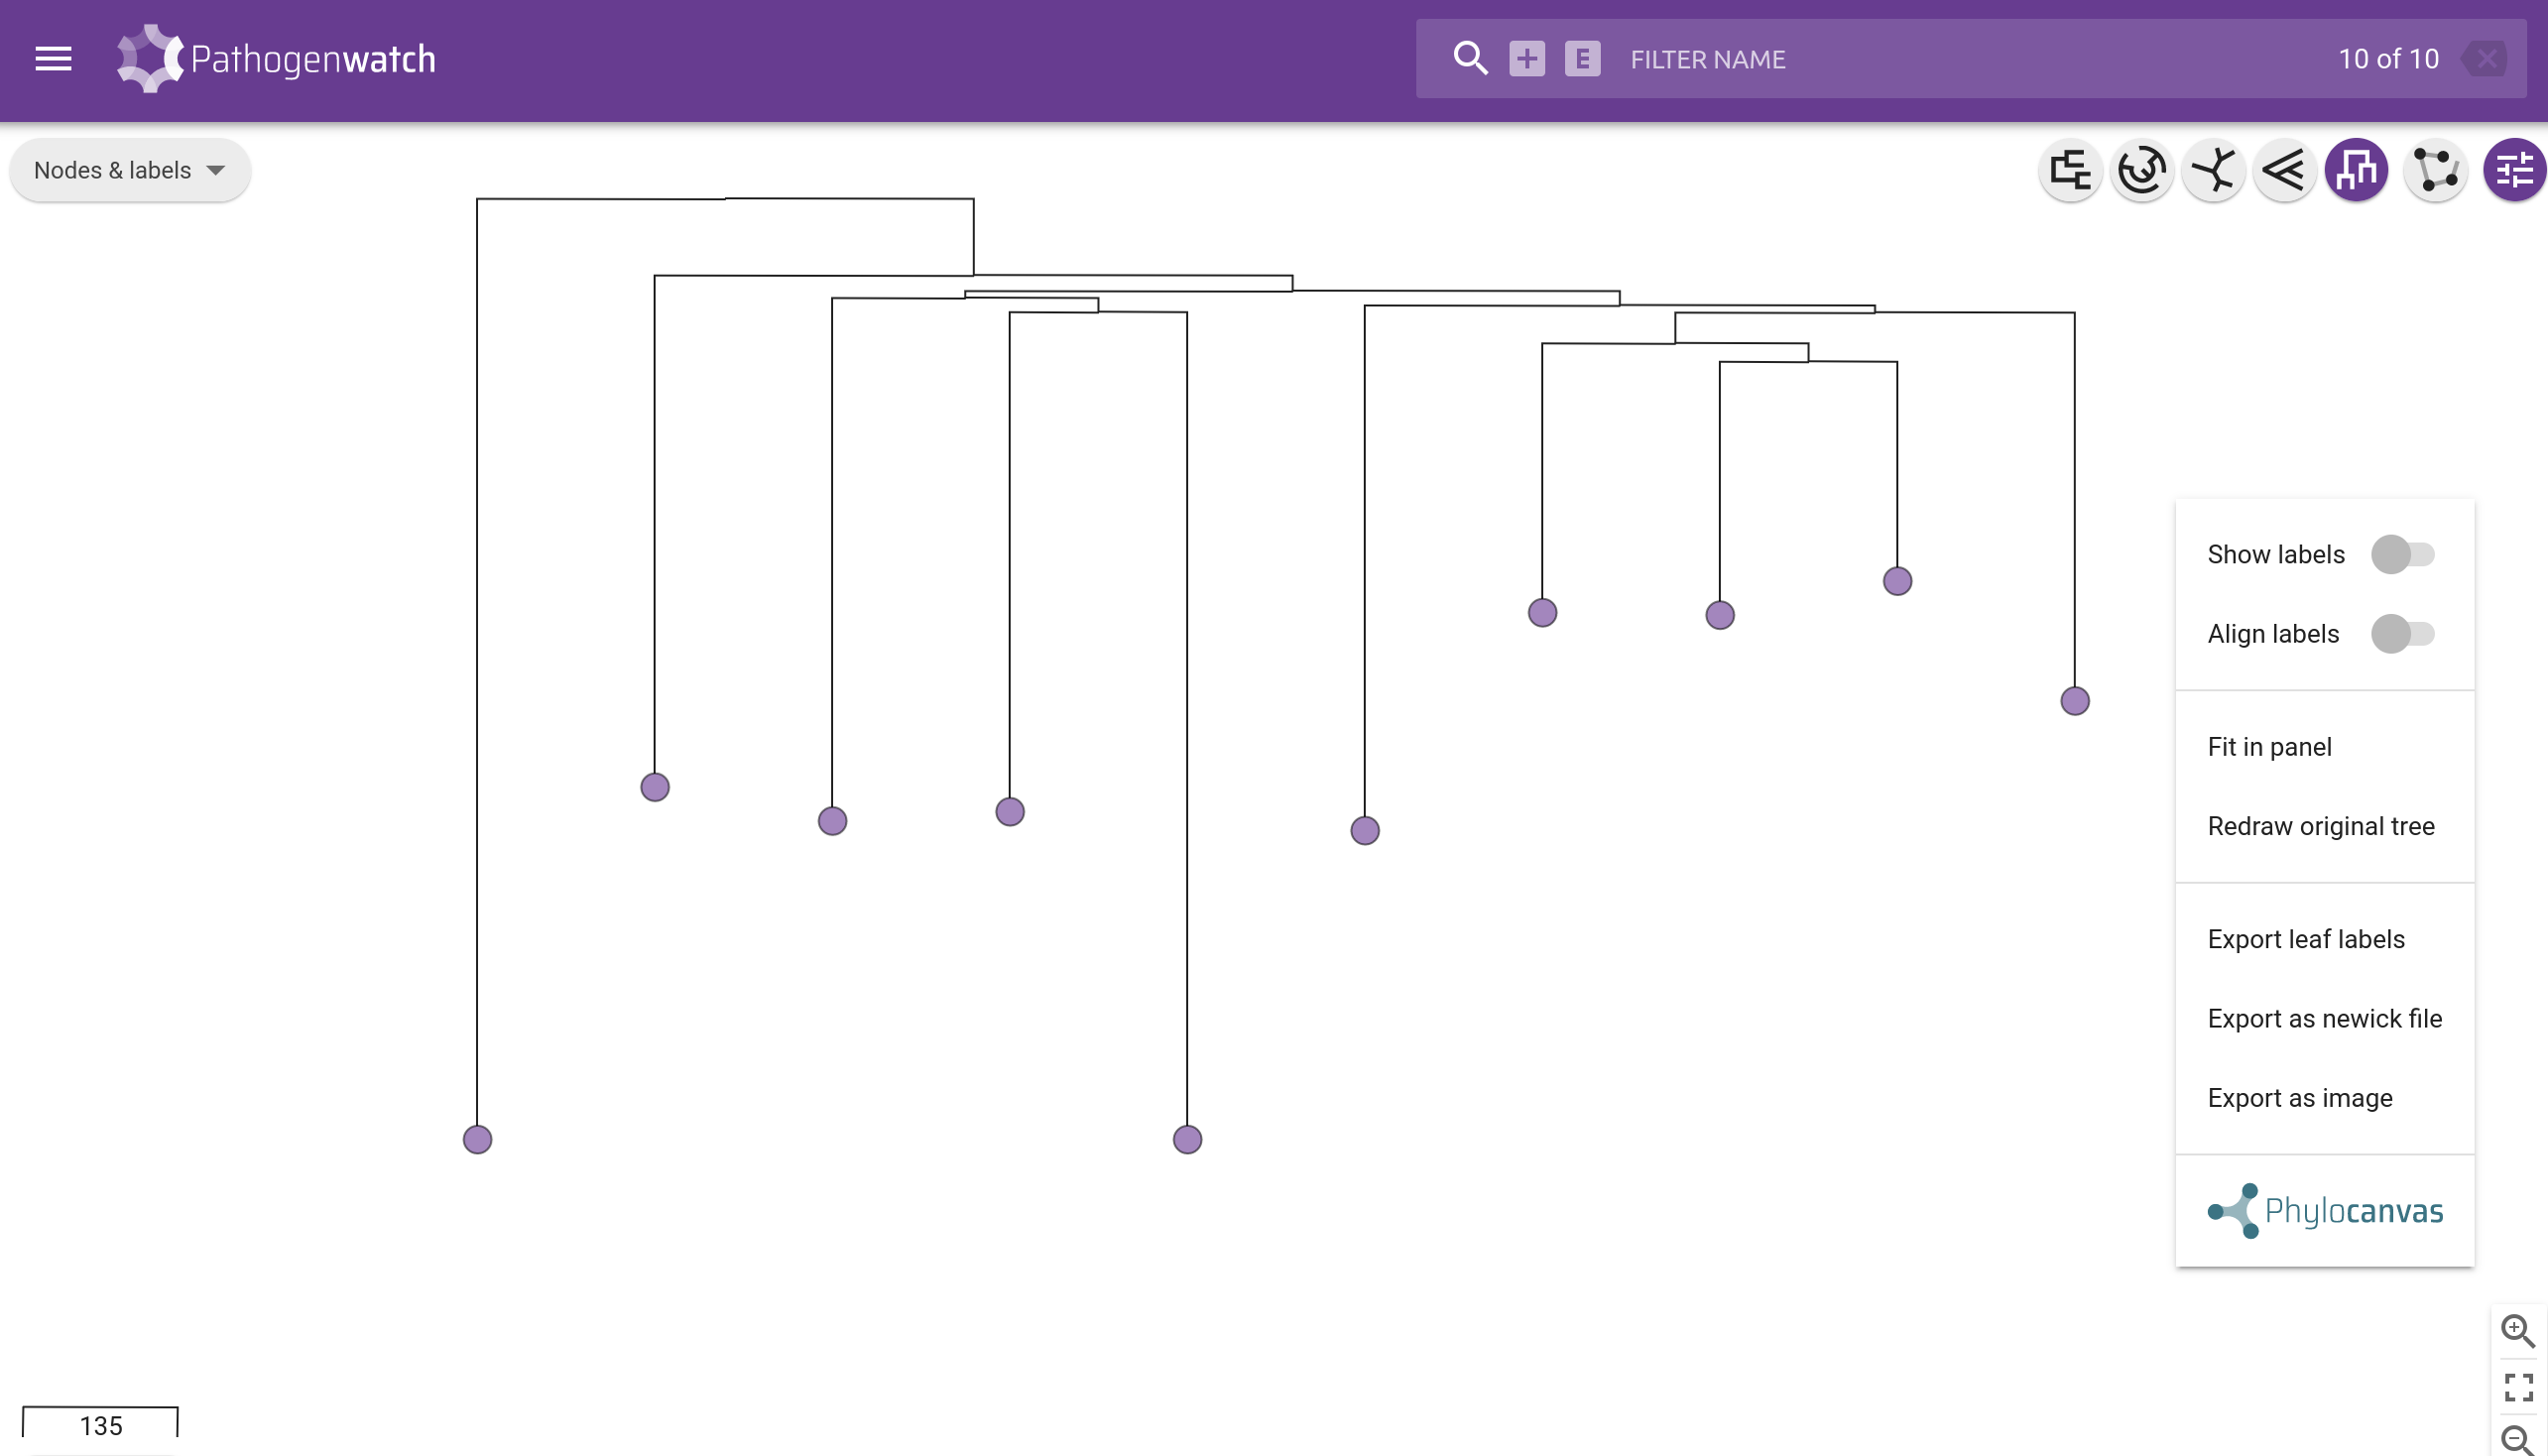 Pathogenwatch
+ E FILTER NAME 10 of 10
Nodes & labels
Show labels
Align labels
Fit in panel
Redraw original tree
Export leaf labels
Export as newick file
Export as image
Phylocanvas
135